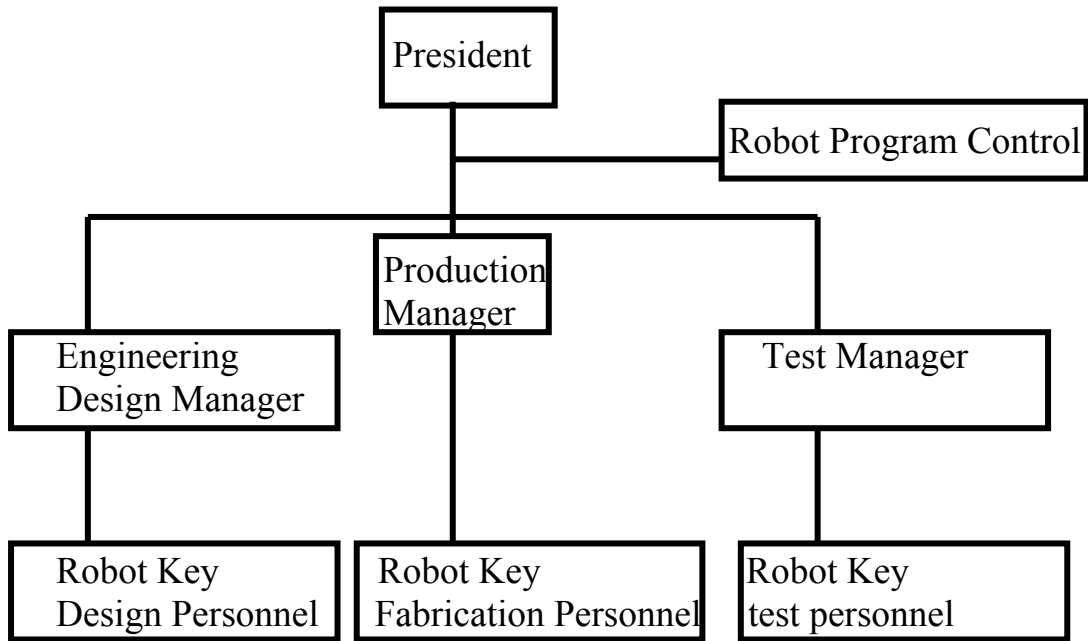 President
Robot Program Control
Production
Manager
Engineering
Design Manager
Test Manager
Robot Key
Design Personnel
Robot Key
Fabrication Personnel
Robot Key
test personnel